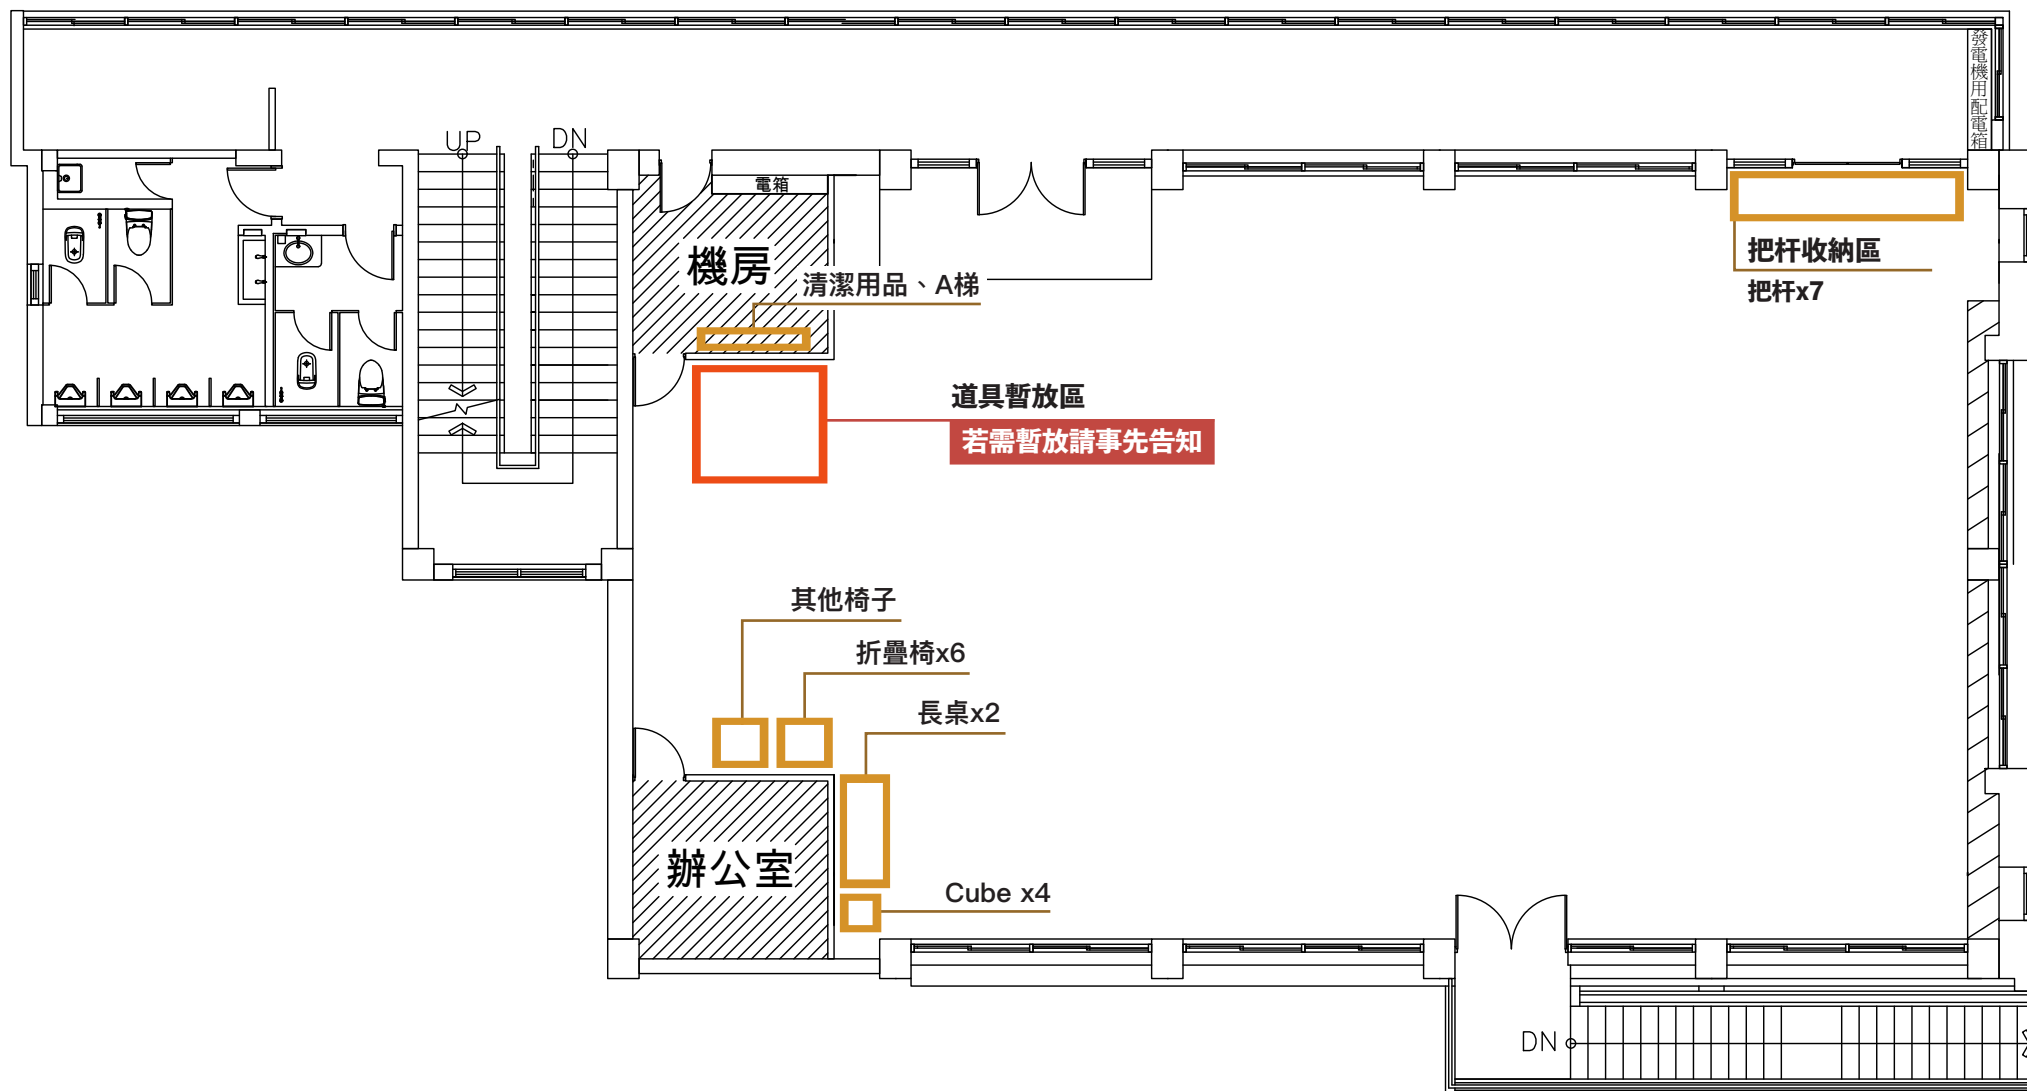 發電機用配電箱
UP
DN
電箱
機房
清潔用品、A梯
把杆收納區
把杆x7
道具暫放區
若需暫放請事先告知
其他椅子
折疊椅x6
長桌x2
辦公室
Cube x4
DN